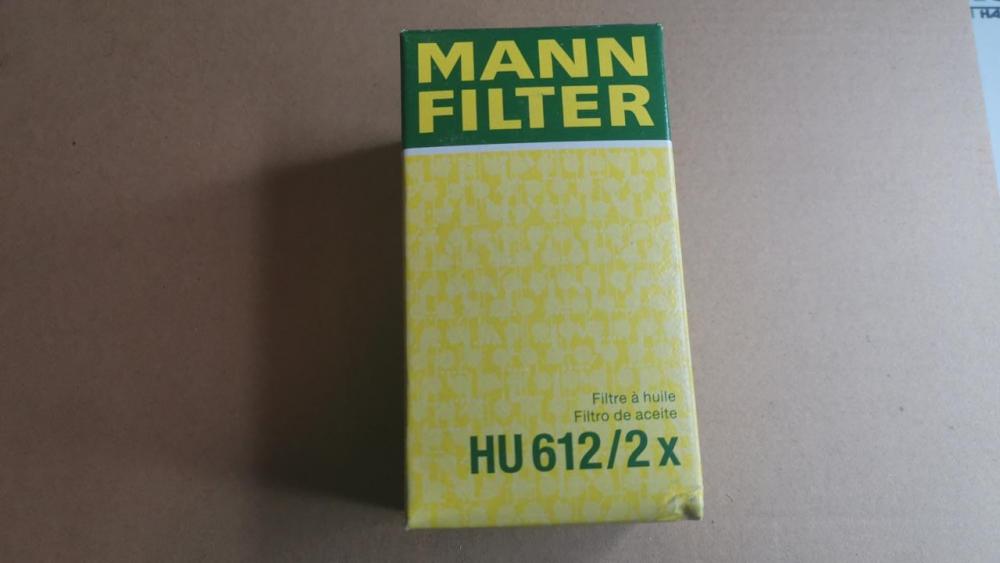 MANN
FILTER
Filtre à huile
Filtro de aceite
HU 612/2 x